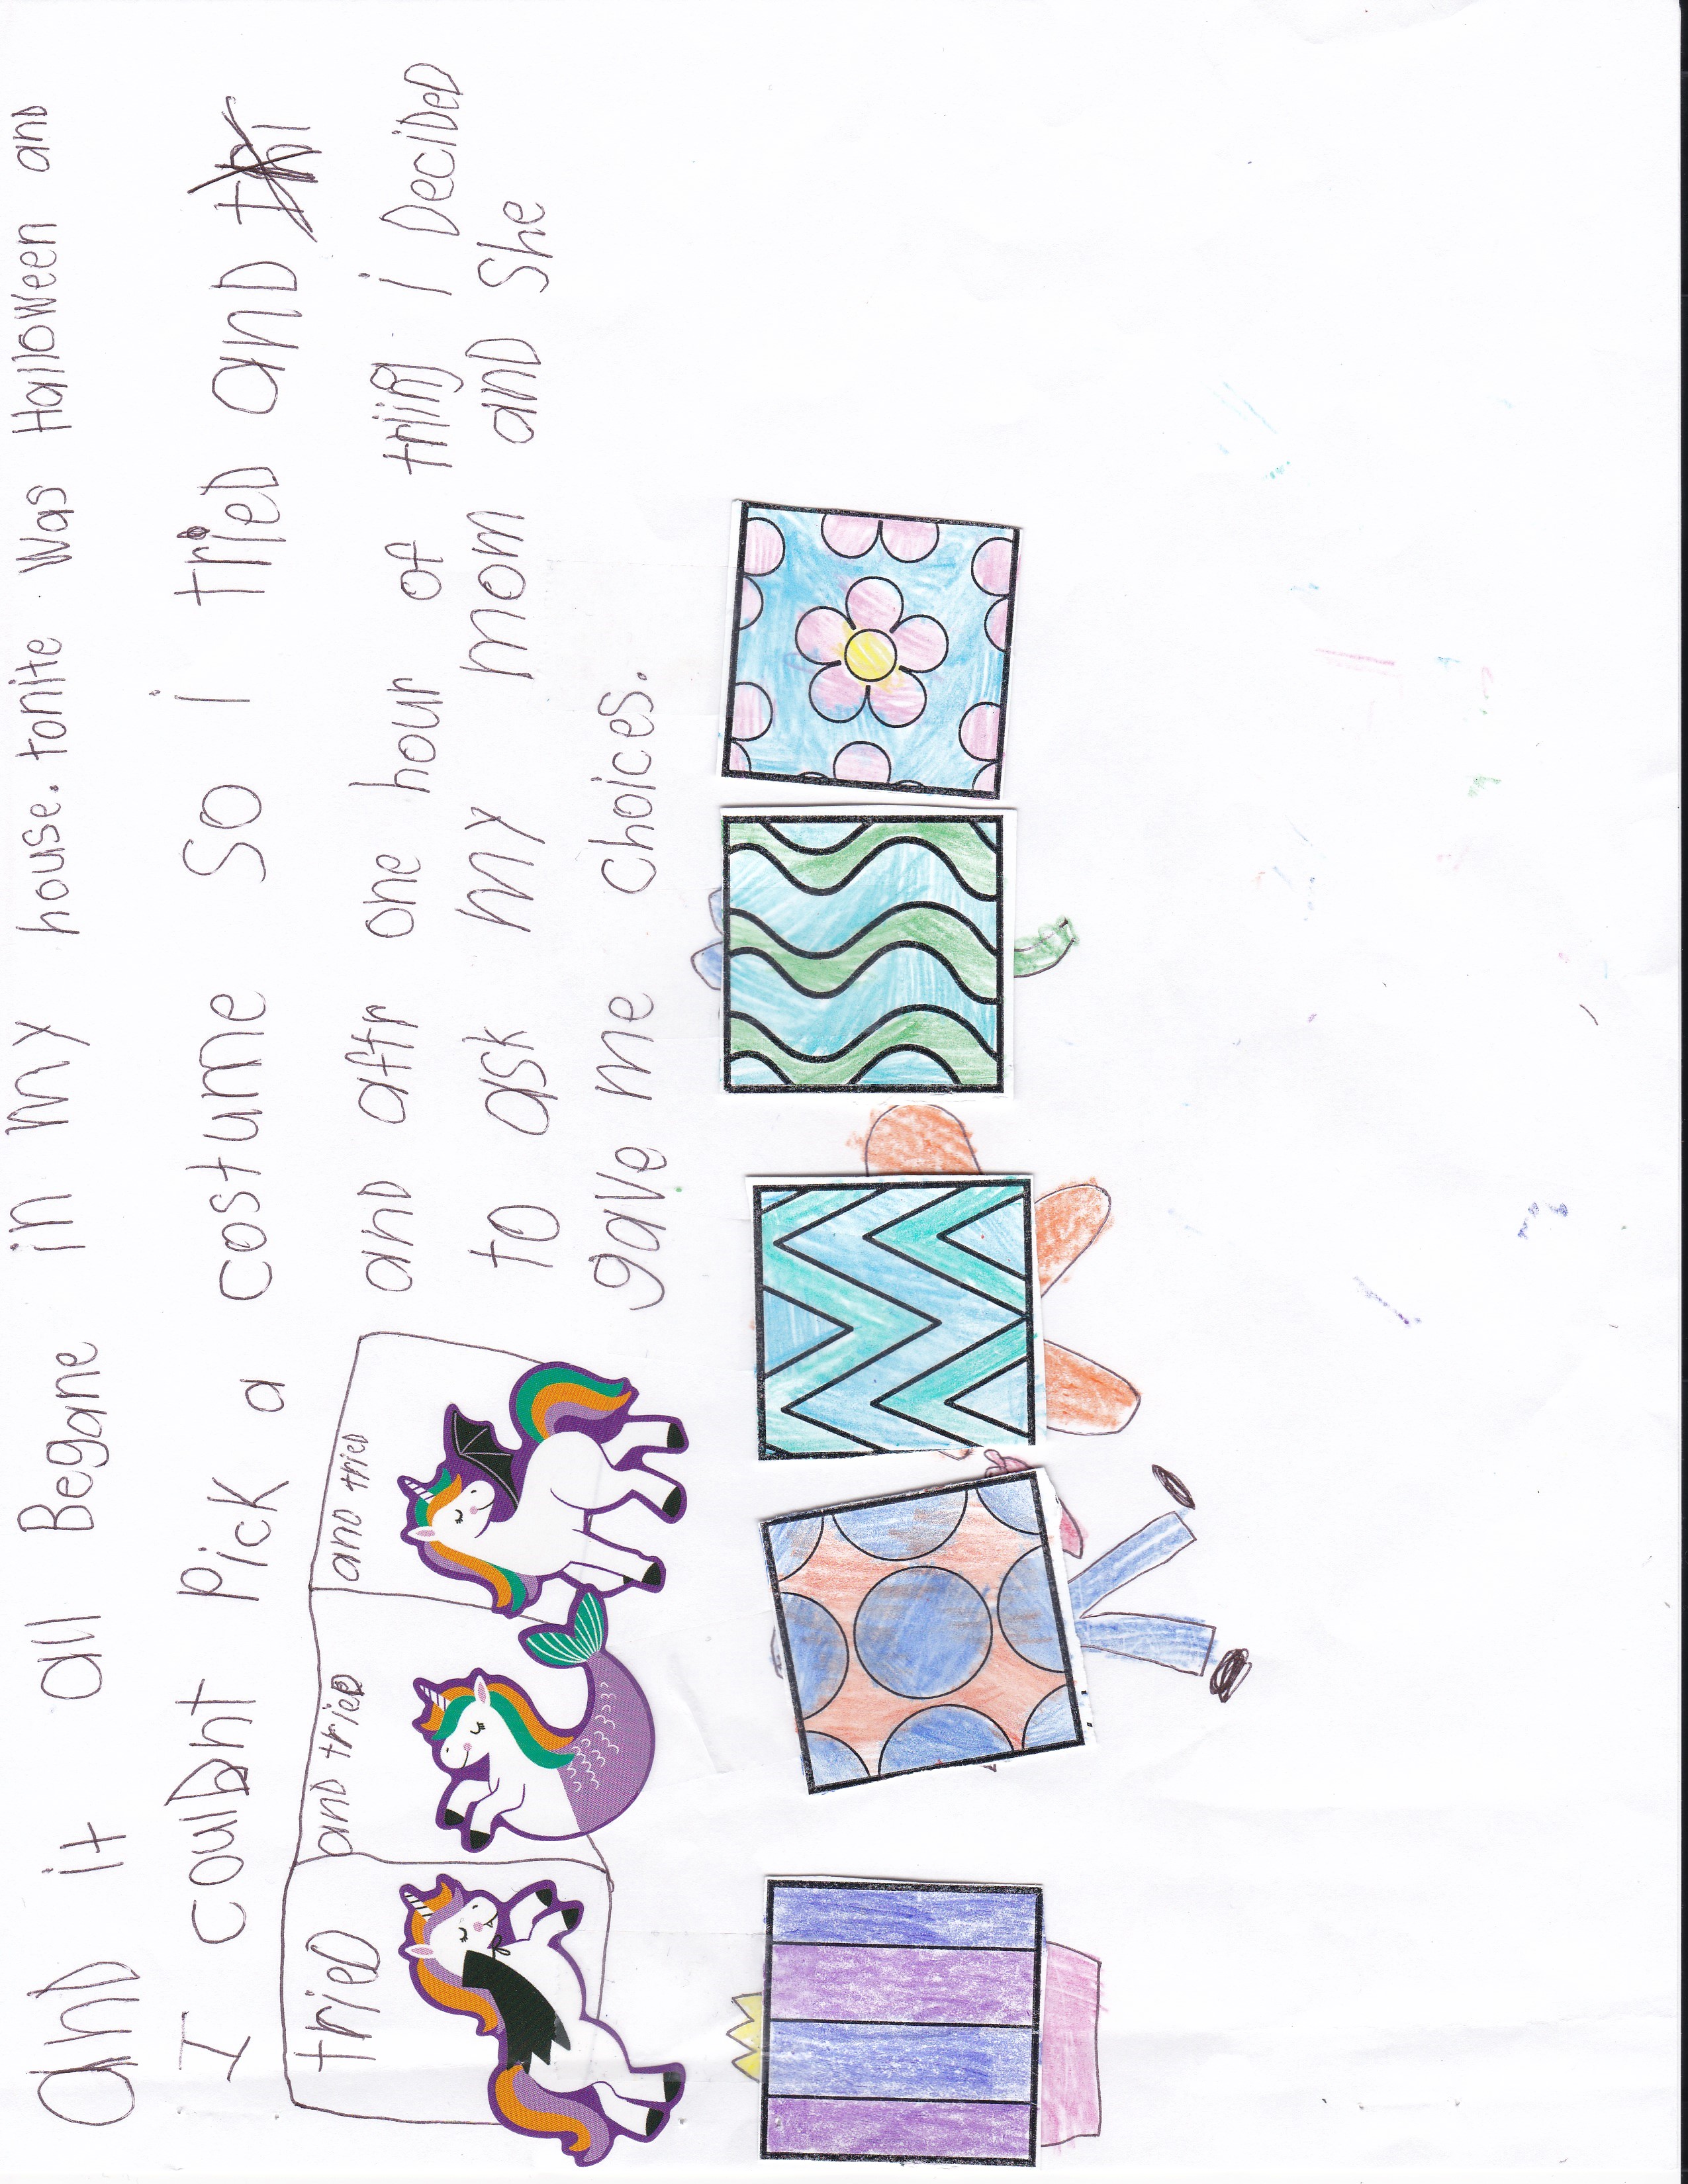 and it all Begane in my house. tonite was Halloween and
I couldnt Pick a costume so i tried and
tried
and tried
and tried
and aftr one hour of triing i Decided
to ask my mom and She
gave me choices.